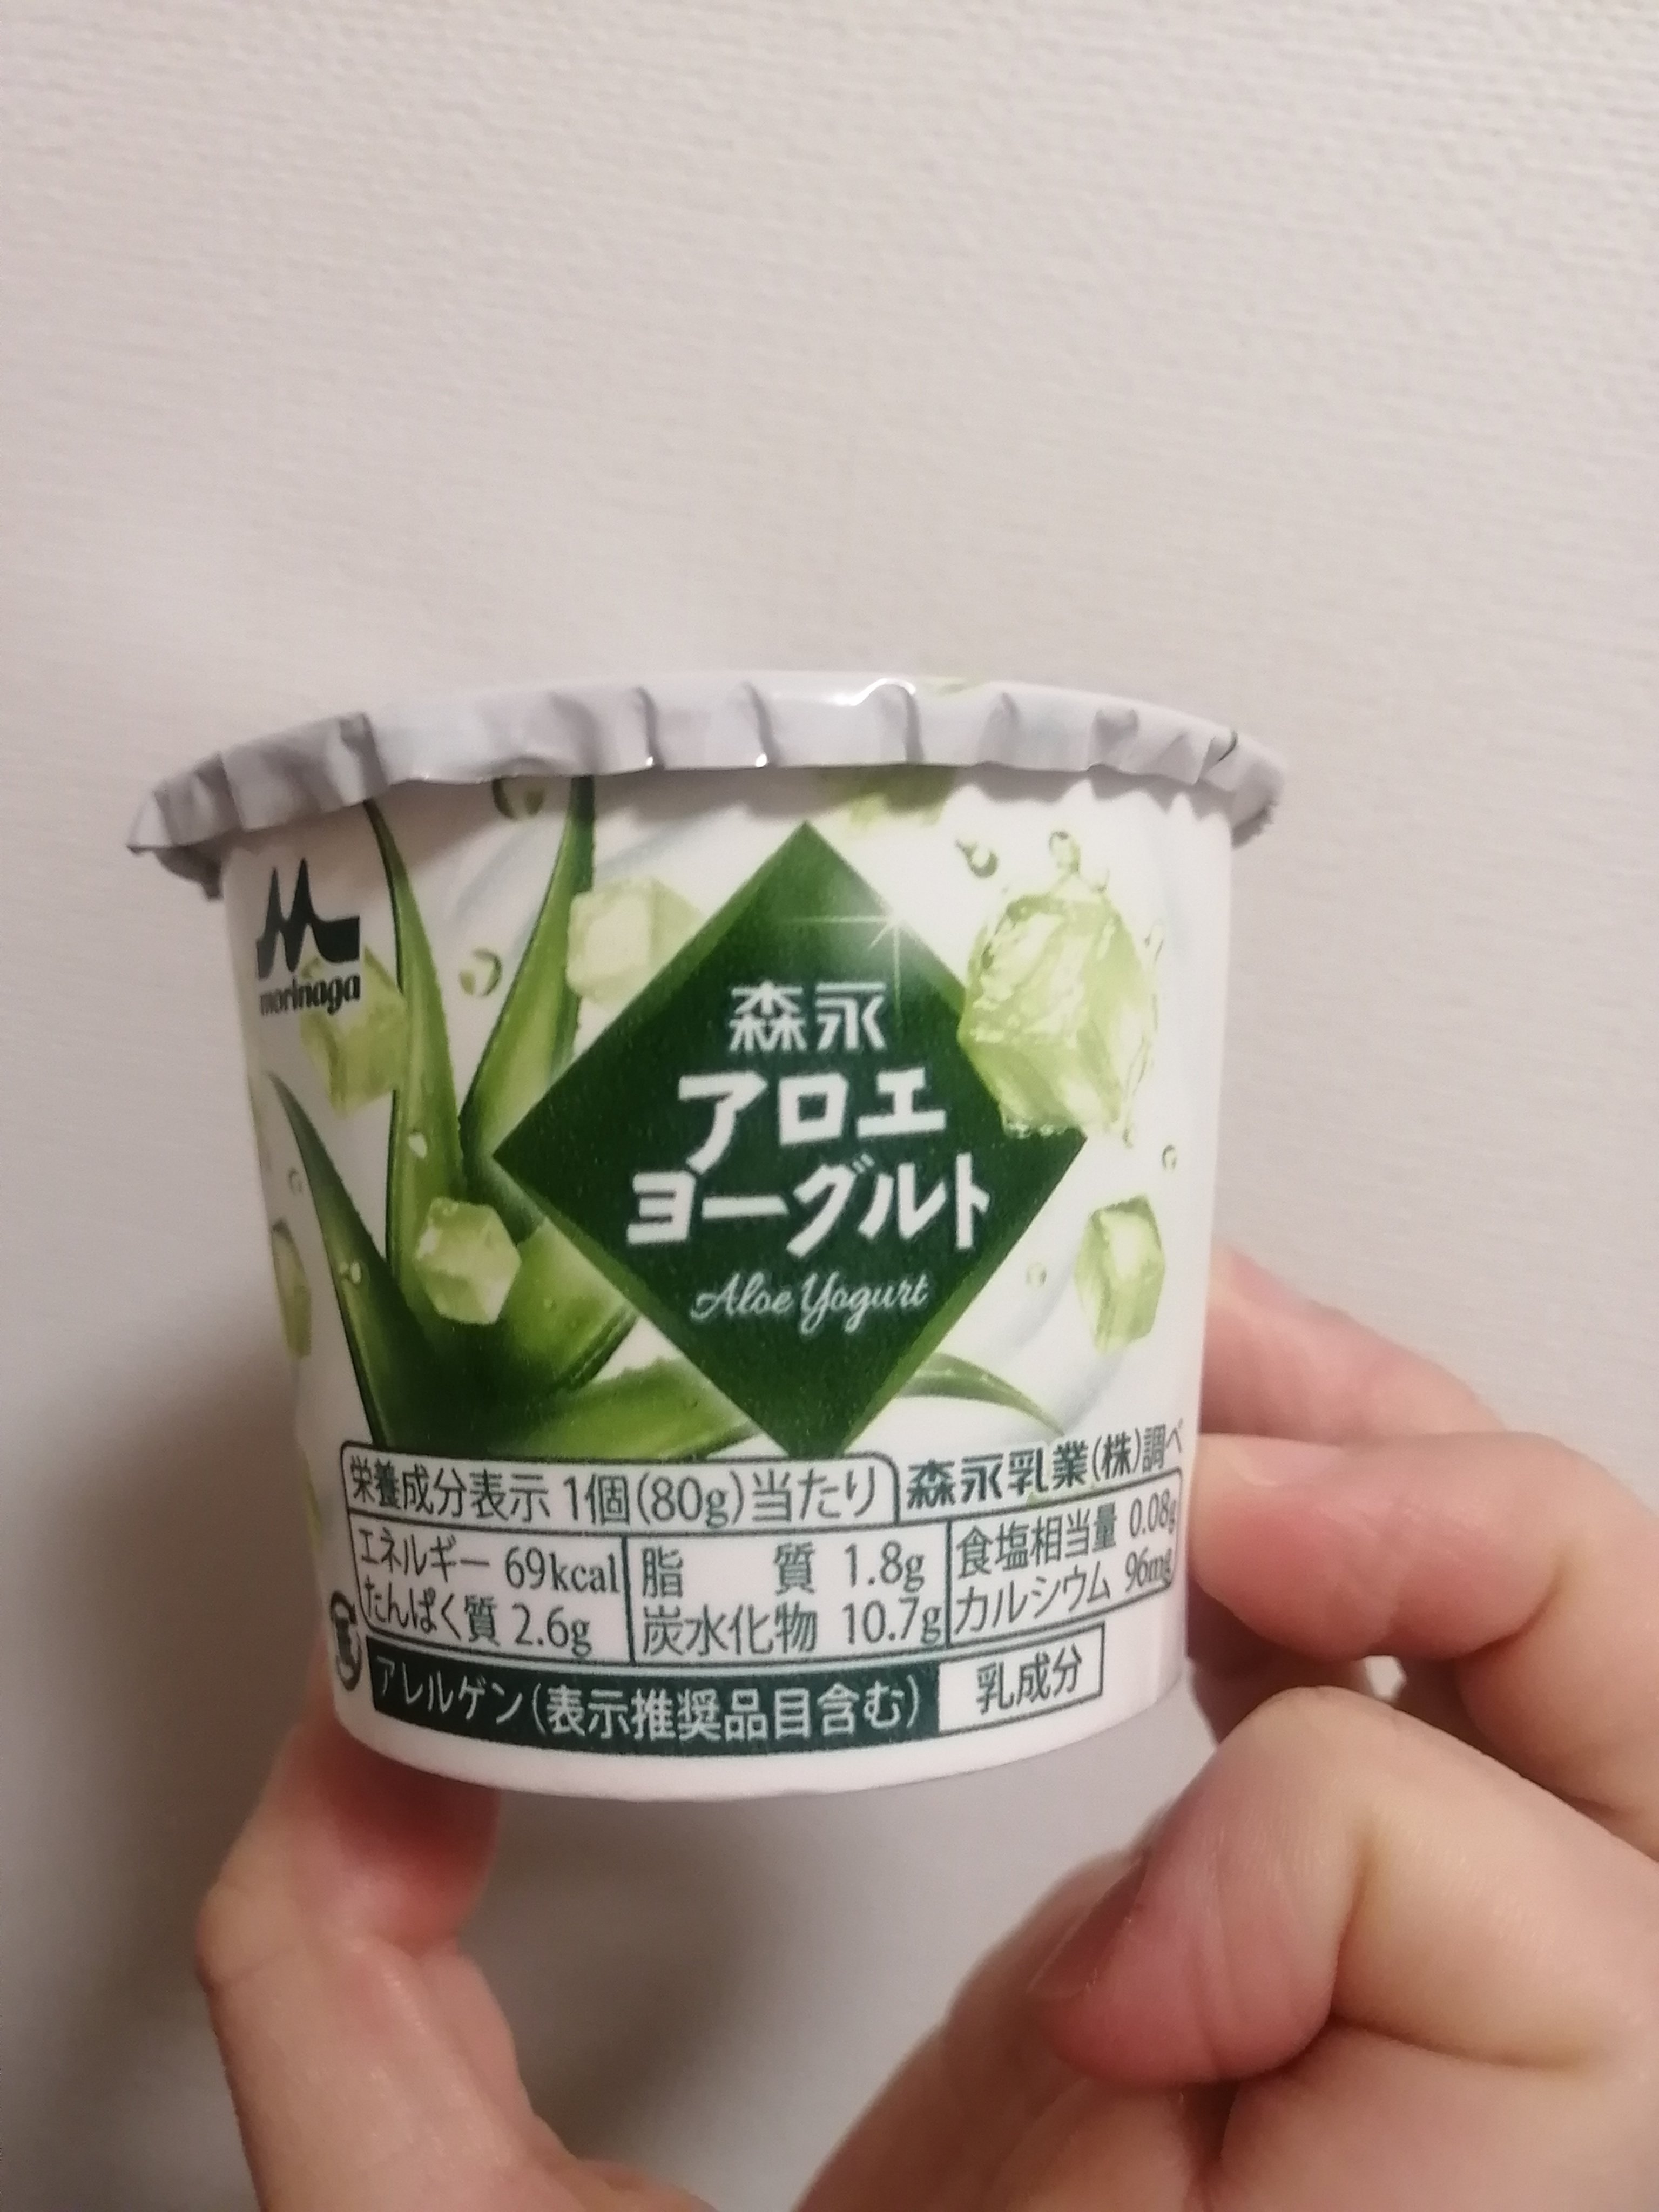 morinaga
森永
アロエ
ヨーグルト
Aloe Yogurt
栄養成分表示 1個(80g)当たり
森永乳業(株)調べ
エネルギー 69kcal
たんぱく質 2.6g
脂質 1.8g
炭水化物 10.7g
食塩相当量 0.08g
カルシウム 96mg
アレルゲン(表示推奨品目含む) 乳成分